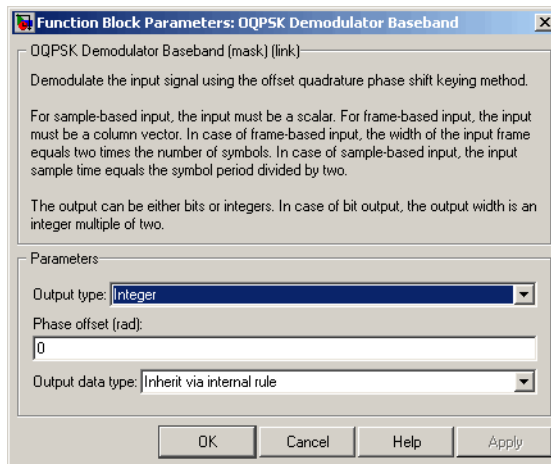 Function Block Parameters: OQPSK Demodulator Baseband
OQPSK Demodulator Baseband (mask) (link)
Demodulate the input signal using the offset quadrature phase shift keying method.
For sample-based input, the input must be a scalar. For frame-based input, the input
must be a column vector. In case of frame-based input, the width of the input frame
equals two times the number of symbols. In case of sample-based input, the input
sample time equals the symbol period divided by two.
The output can be either bits or integers. In case of bit output, the output width is an
integer multiple of two.
Parameters
Output type: Integer
Phase offset (rad):
0
Output data type: Inherit via internal rule
OK Cancel Help Apply